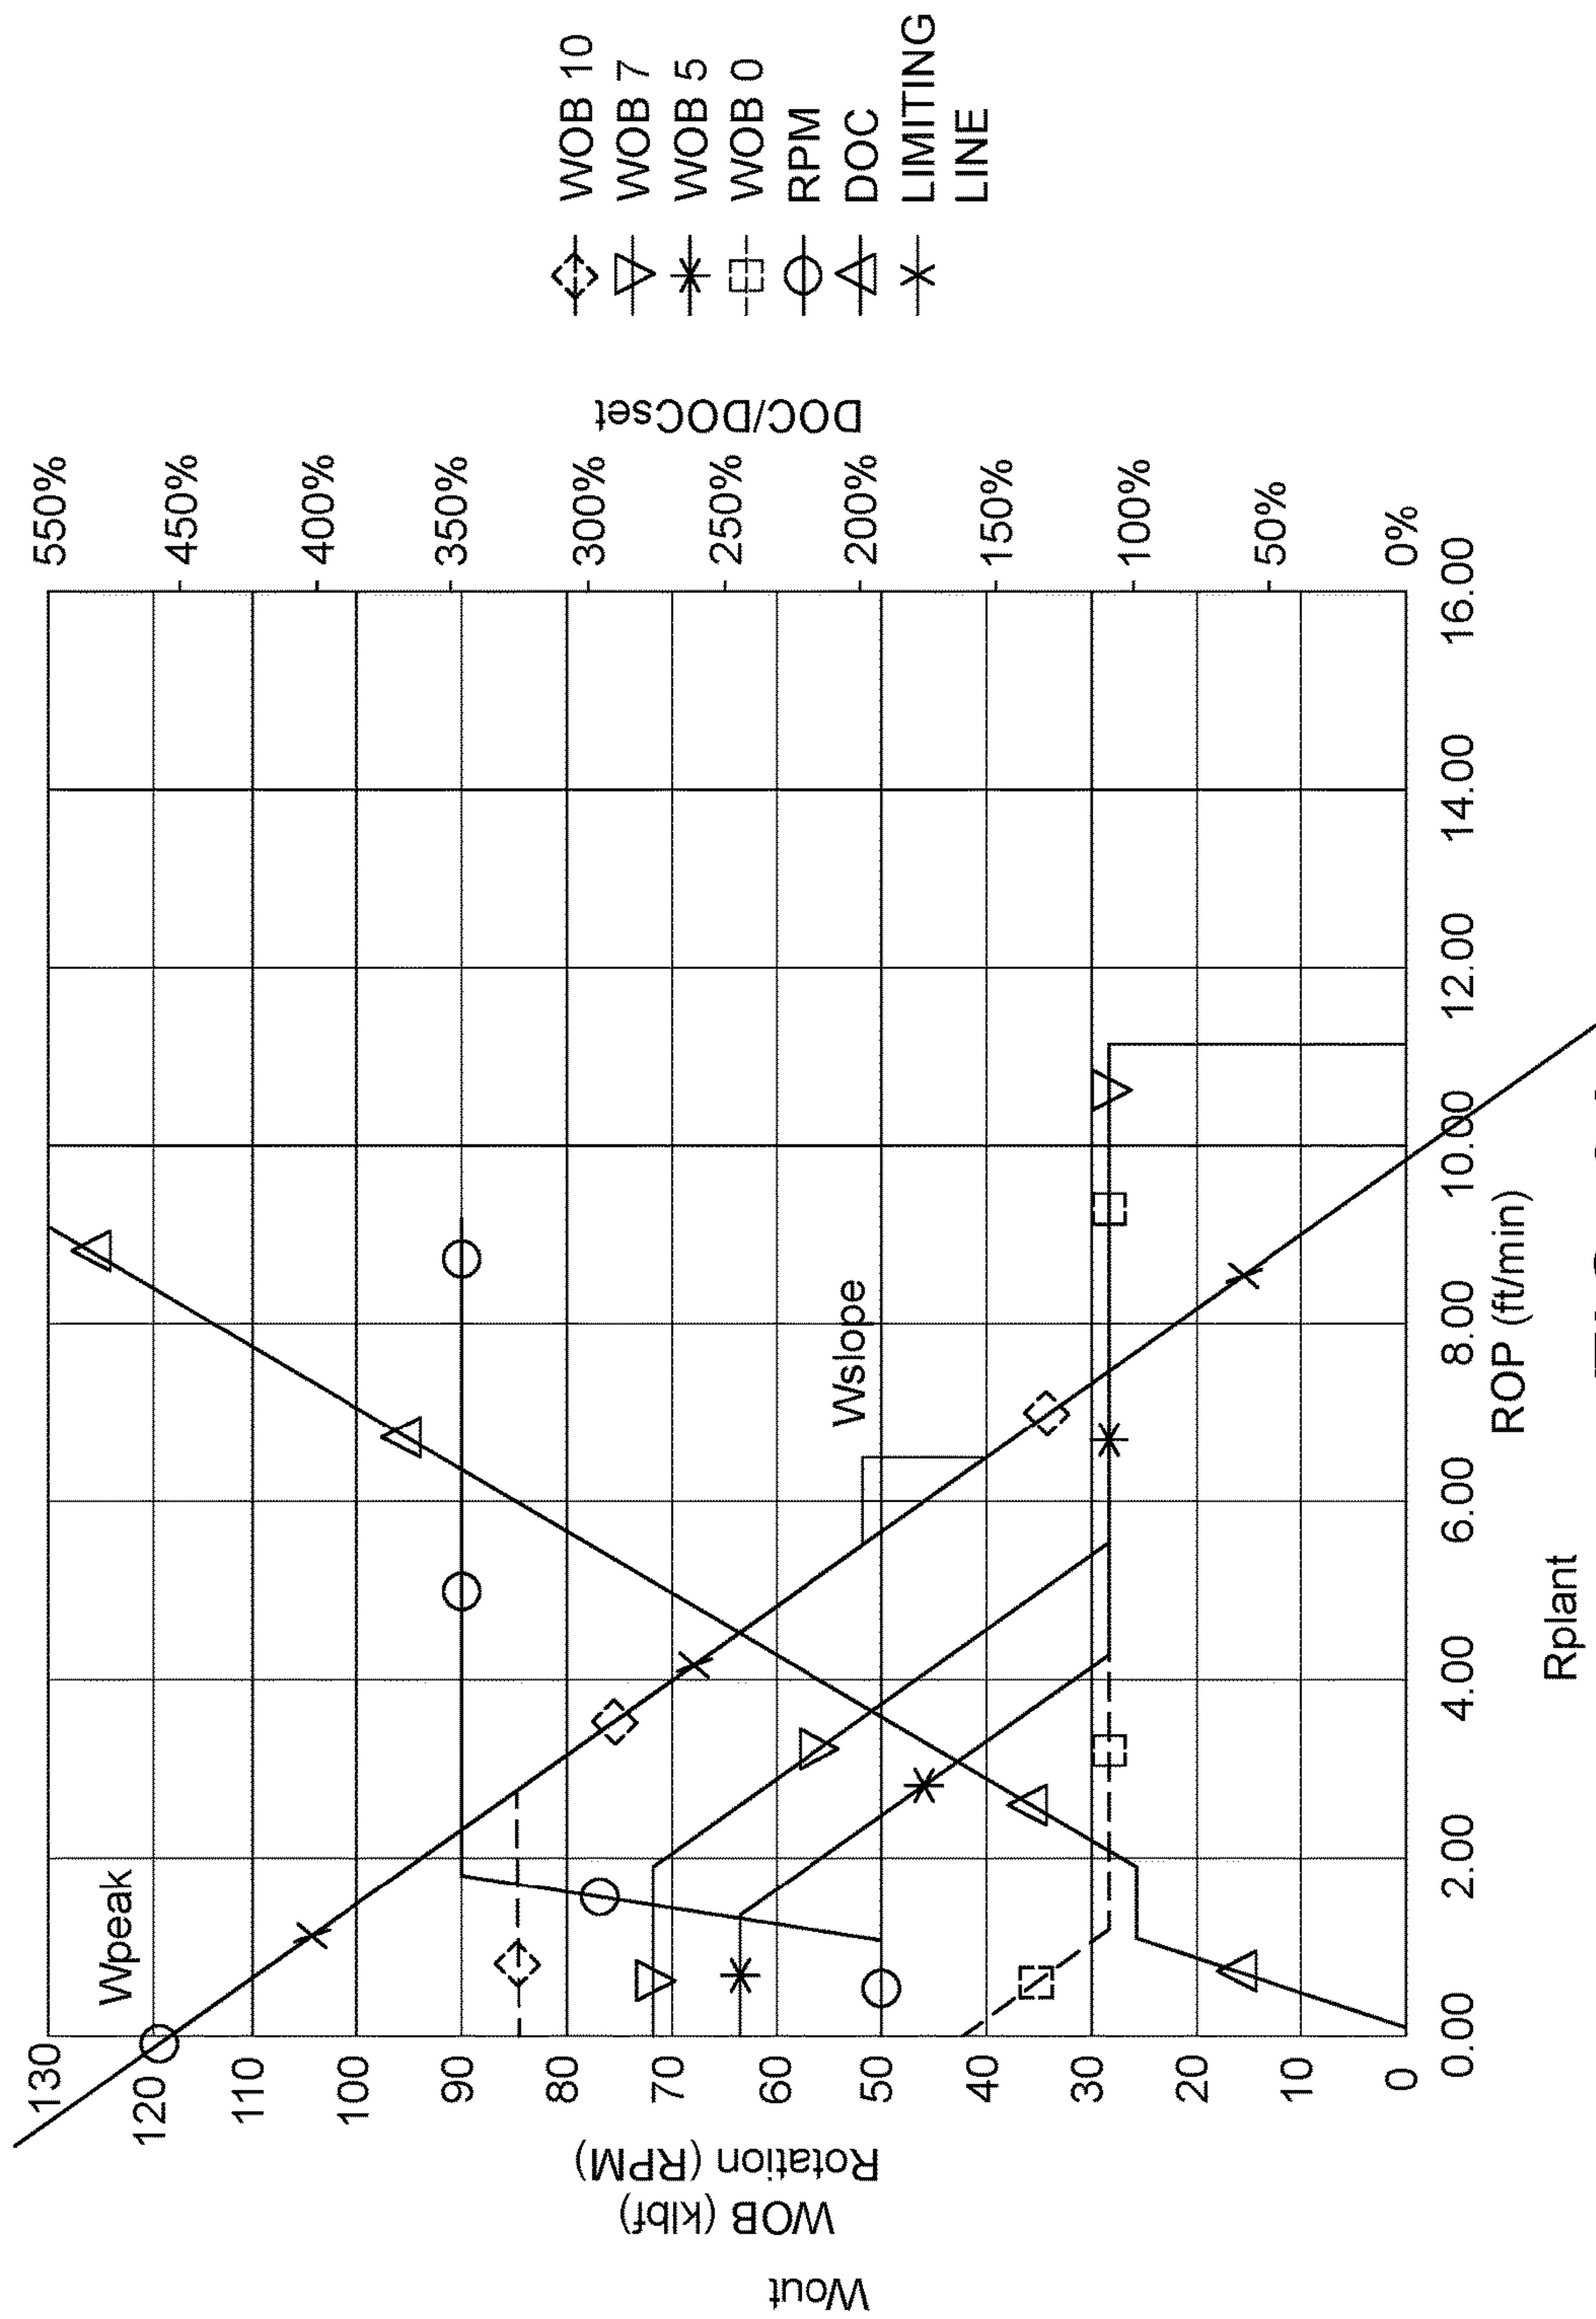 Wout
WOB (klbf)
Rotation (RPM)
130
120
110
100
90
80
70
60
50
40
30
20
10
0
Wpeak
Wslope
550%
450%
400%
350%
300%
250%
200%
150%
100%
50%
0%
DOC/DOCset
0.00
2.00
4.00
6.00
8.00
10.00
12.00
14.00
16.00
ROP (ft/min)
Rplant
WOB 10
WOB 7
WOB 5
WOB 0
RPM
DOC
LIMITING
LINE